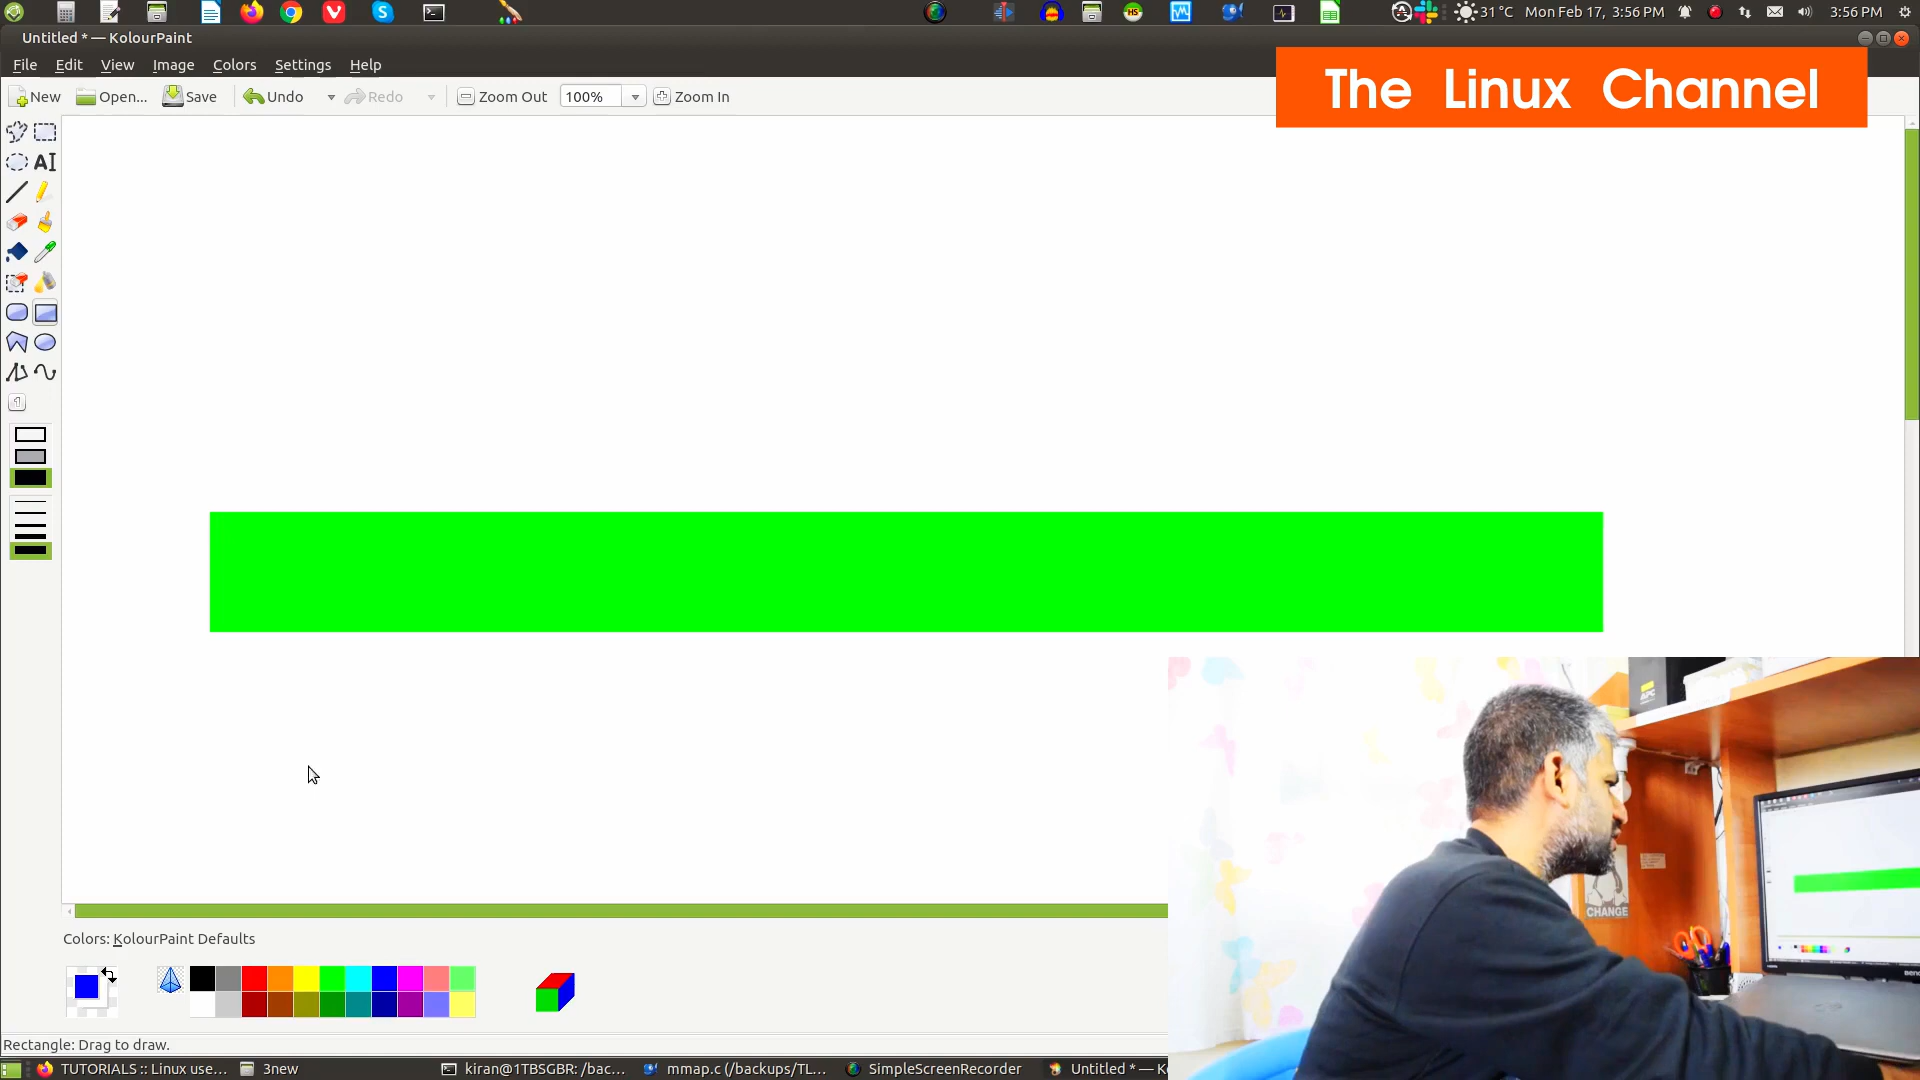 31 °C Mon Feb 17, 3:56 PM 3:56 PM
Untitled * — KolourPaint
File Edit View Image Colors Settings Help
The Linux Channel
New Open... Save Undo Redo Zoom Out 100% Zoom In
AI
Colors: KolourPaint Defaults
Rectangle: Drag to draw.
TUTORIALS :: Linux use... 3new kiran@1TBSGBR: /bac... mmap.c (/backups/TL... SimpleScreenRecorder Untitled * — K
APC
CHANGE